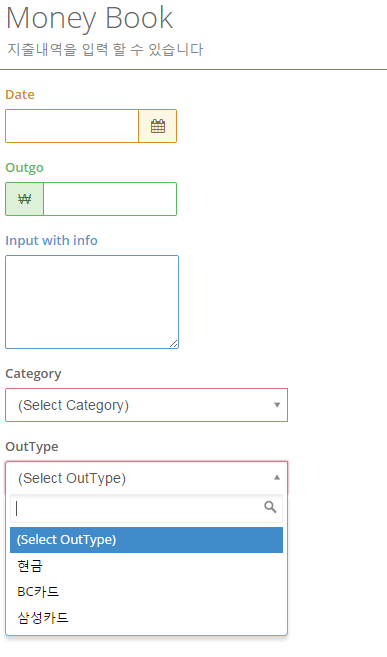 Money Book
지출내역을 입력 할 수 있습니다
Date
Outgo
₩
Input with info
Category
(Select Category)
OutType
(Select OutType)
(Select OutType)
현금
BC카드
삼성카드